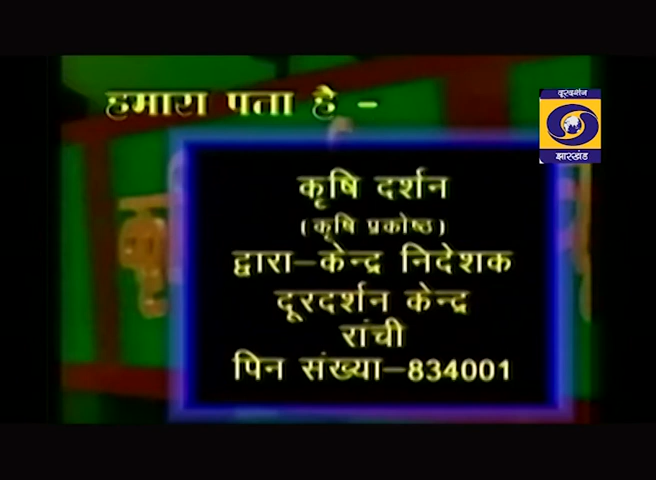 हमारा पता है -
दूरदर्शन
झारखंड
कृषि दर्शन
(कृषि प्रकोष्ठ)
द्वारा-केन्द्र निदेशक
दूरदर्शन केन्द्र
रांची
पिन संख्या-834001